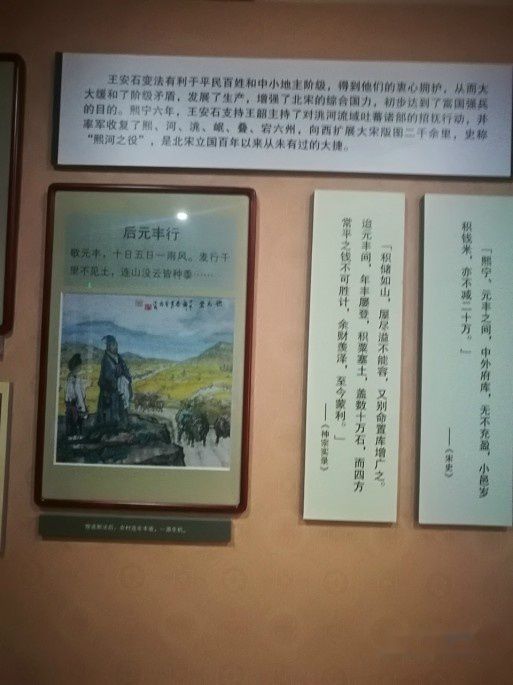 王安石变法有利于平民百姓和中小地主阶级，得到他们的衷心拥护，从而大
大缓和了阶级矛盾，发展了生产，增强了北宋的综合国力，初步达到了富国强兵
的目的。熙宁六年，王安石支持王韶主持了对洮河流域吐蕃诸部的招抚行动，并
率军收复了熙、河、洮、岷、叠、宕六州，向西扩展大宋版图二千余里，史称
“熙河之役”，是北宋立国百年以来从未有过的大捷。
后元丰行
歌元丰，十日五日一雨风。麦行千
里不见土，连山没云皆种黍……
「积储如山，屋尽溢不能容，又别命置库增广之。
迨元丰间，年丰屡登，积粟塞土，盖数十万石，而四方
常平之钱不可胜计，余财羡泽，至今蒙利。」
——《神宗实录》
「熙宁、元丰之间，中外府库，无不充盈，小邑岁
积钱米，亦不减二十万。」
——《宋史》